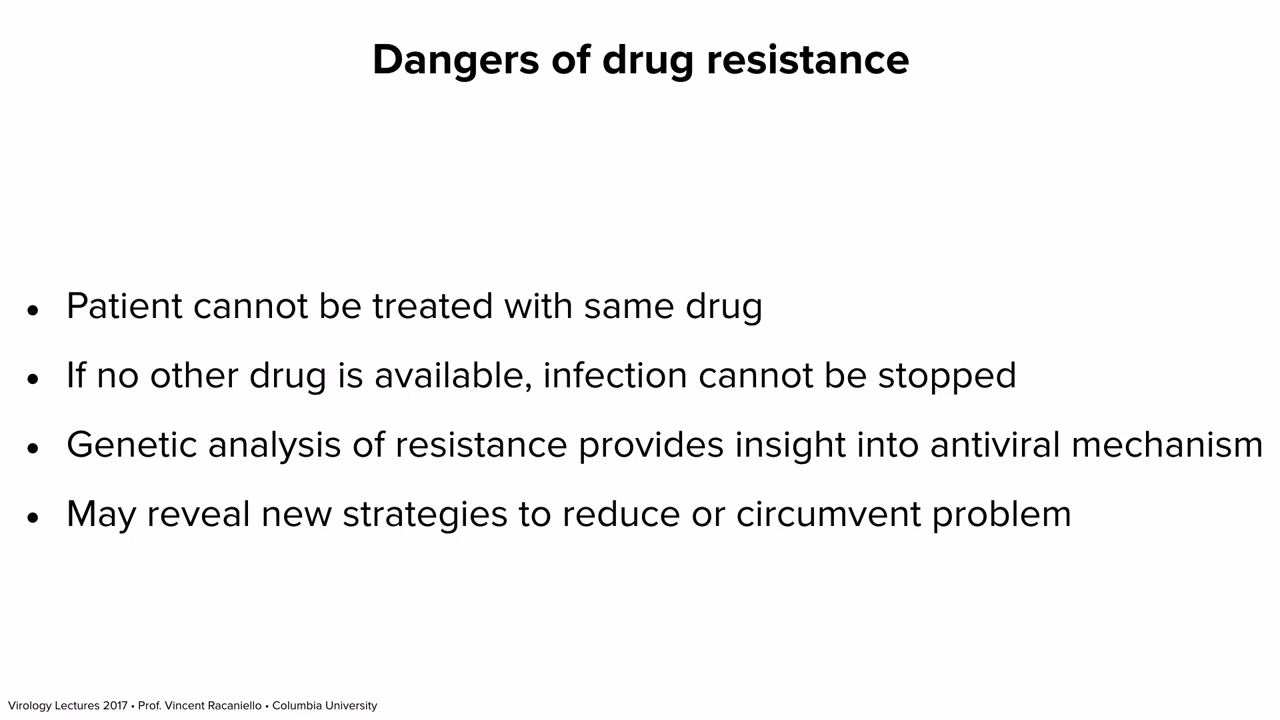 Dangers of drug resistance
• Patient cannot be treated with same drug
• If no other drug is available, infection cannot be stopped
• Genetic analysis of resistance provides insight into antiviral mechanism
• May reveal new strategies to reduce or circumvent problem
Virology Lectures 2017 • Prof. Vincent Racaniello • Columbia University